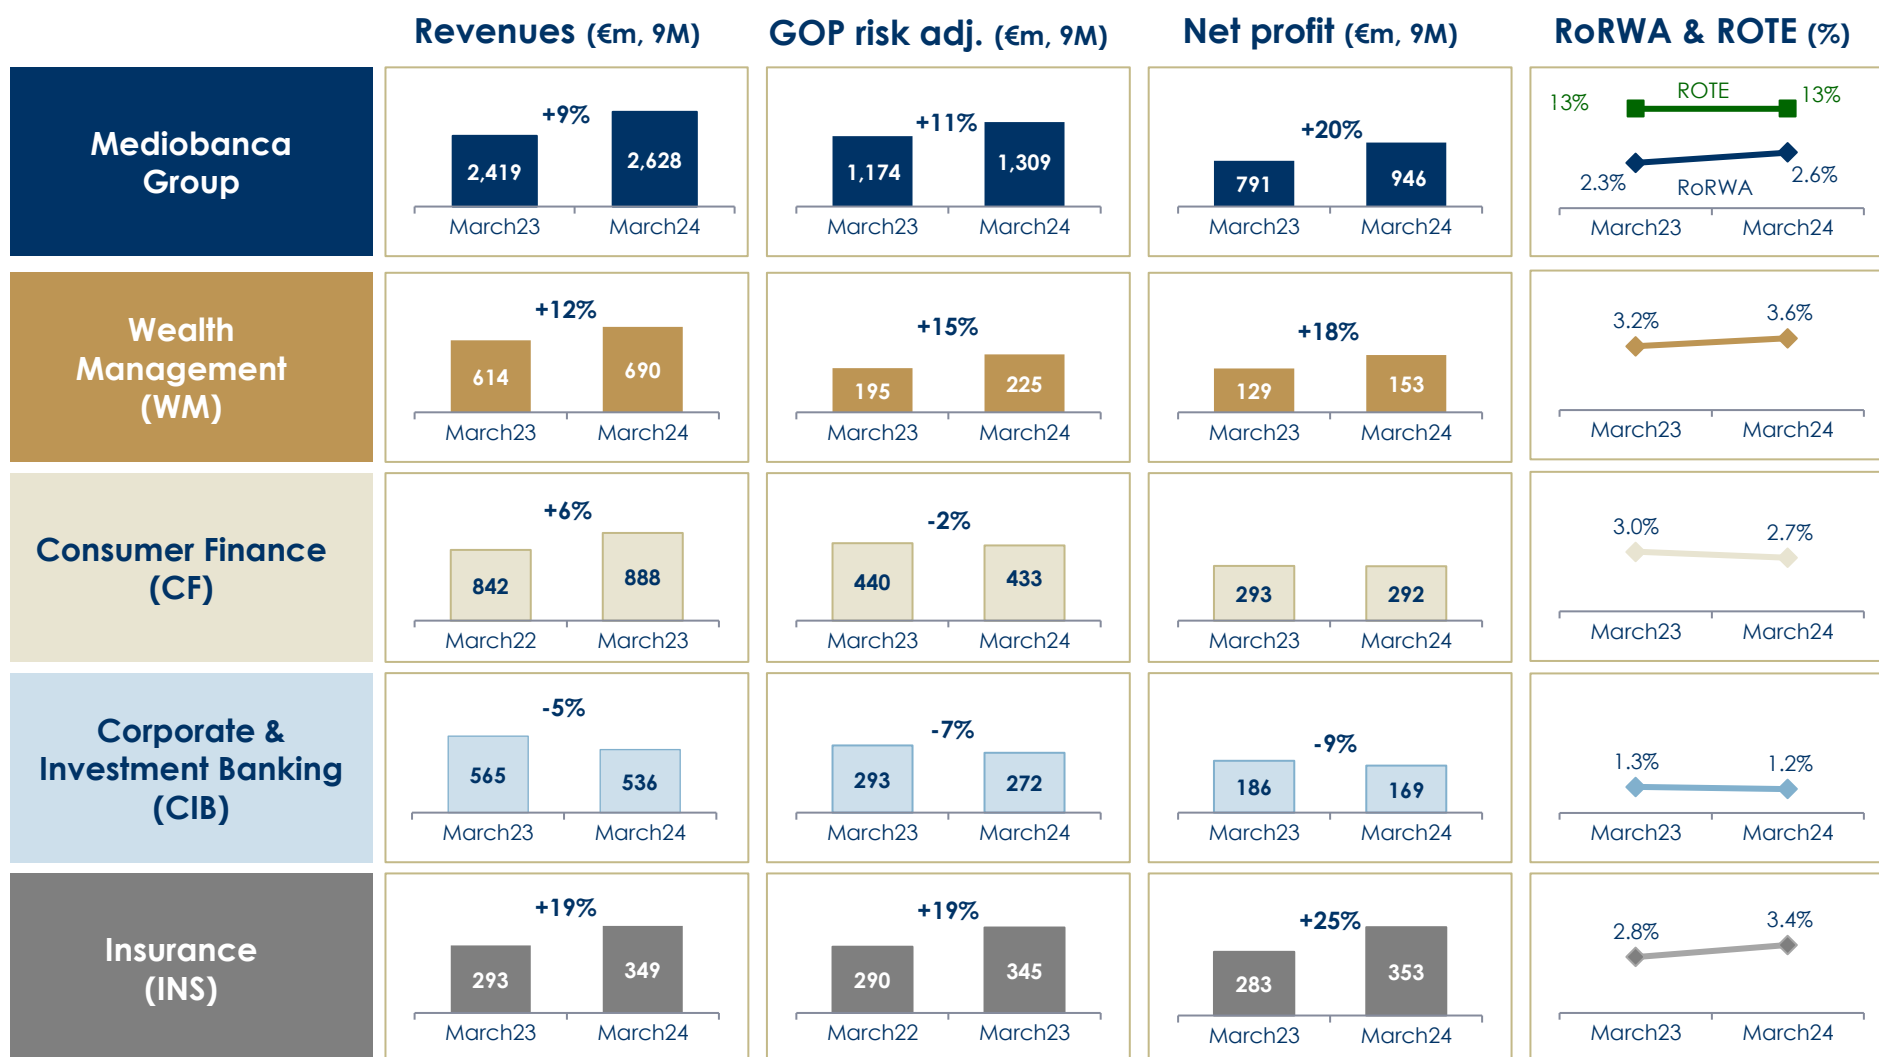 Revenues (€m, 9M)
GOP risk adj. (€m, 9M)
Net profit (€m, 9M)
RoRWA & ROTE (%)
Mediobanca
Group
+9%
2,419
2,628
March23
March24
+11%
1,174
1,309
March23
March24
+20%
791
946
March23
March24
13%
ROTE
13%
2.3%
RoRWA
2.6%
March23
March24
Wealth
Management
(WM)
+12%
614
690
March23
March24
+15%
195
225
March23
March24
+18%
129
153
March23
March24
3.2%
3.6%
March23
March24
Consumer Finance
(CF)
+6%
842
888
March22
March23
-2%
440
433
March23
March24
293
292
March23
March24
3.0%
2.7%
March23
March24
Corporate &
Investment Banking
(CIB)
-5%
565
536
March23
March24
-7%
293
272
March23
March24
-9%
186
169
March23
March24
1.3%
1.2%
March23
March24
Insurance
(INS)
+19%
293
349
March23
March24
+19%
290
345
March22
March23
+25%
283
353
March23
March24
2.8%
3.4%
March23
March24